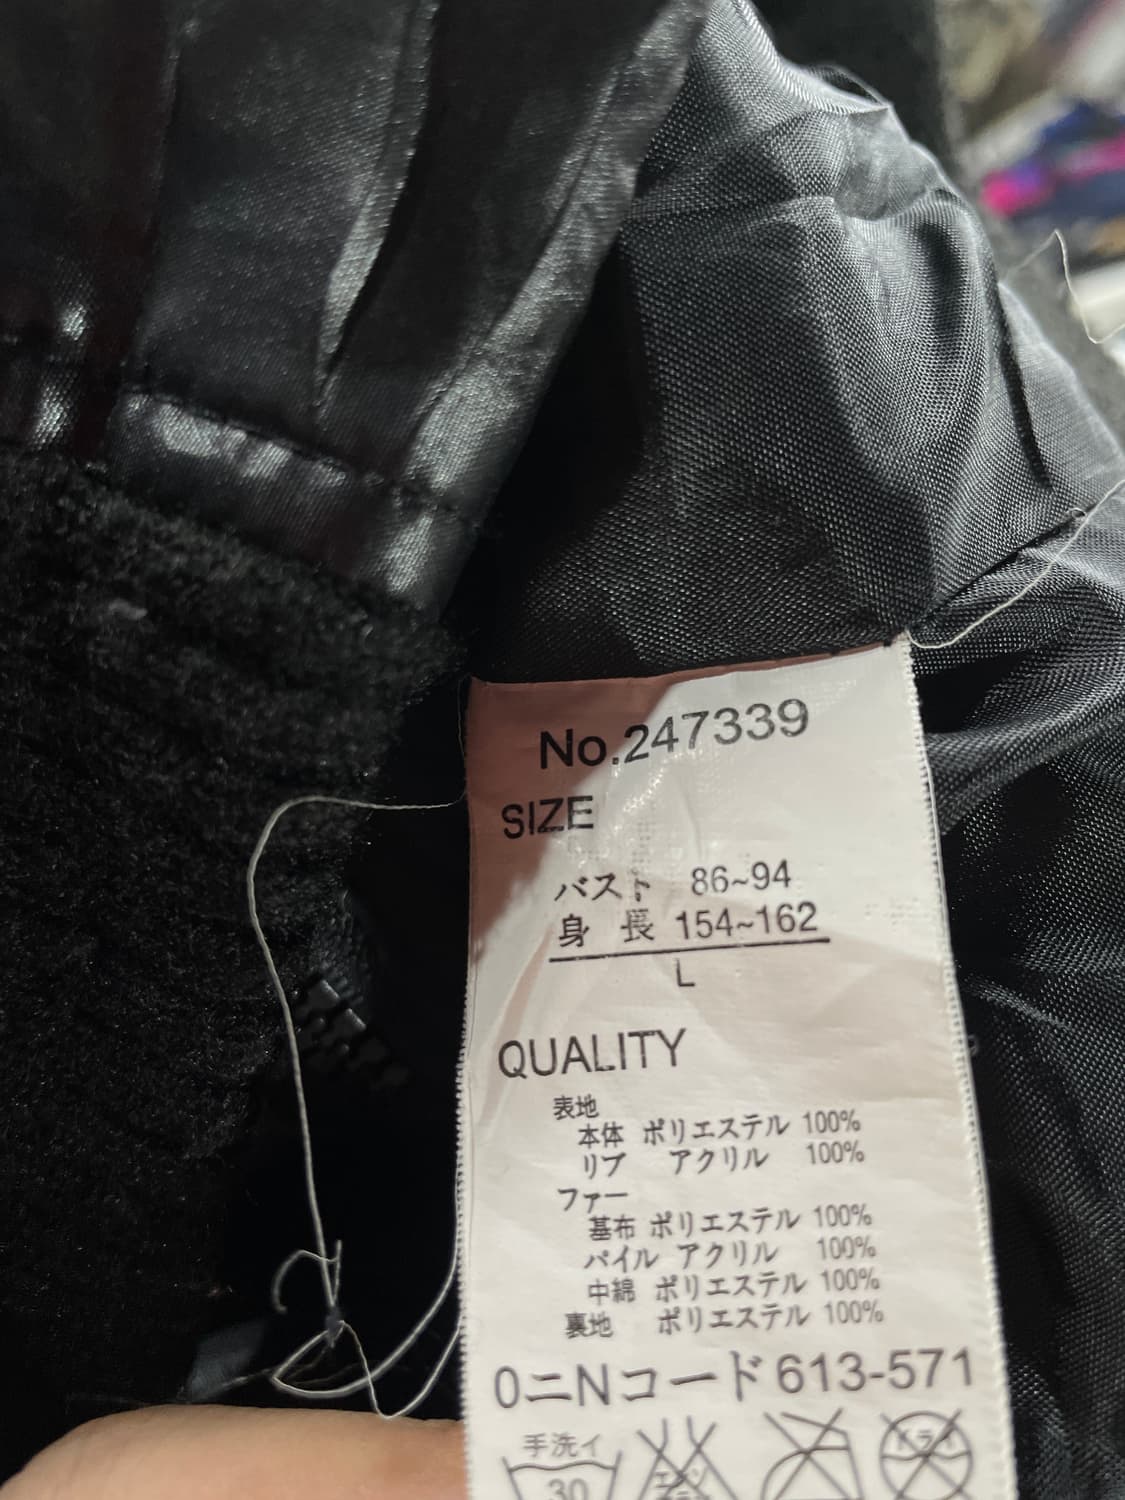 No.247339
SIZE
バスト 86~94
身 長 154~162
L
QUALITY
表地
本体 ポリエステル 100%
リブ アクリル 100%
ファー
基布 ポリエステル 100%
パイル アクリル 100%
中綿 ポリエステル 100%
裏地 ポリエステル 100%
0ニNコード613-571
手洗イ ドライ
30